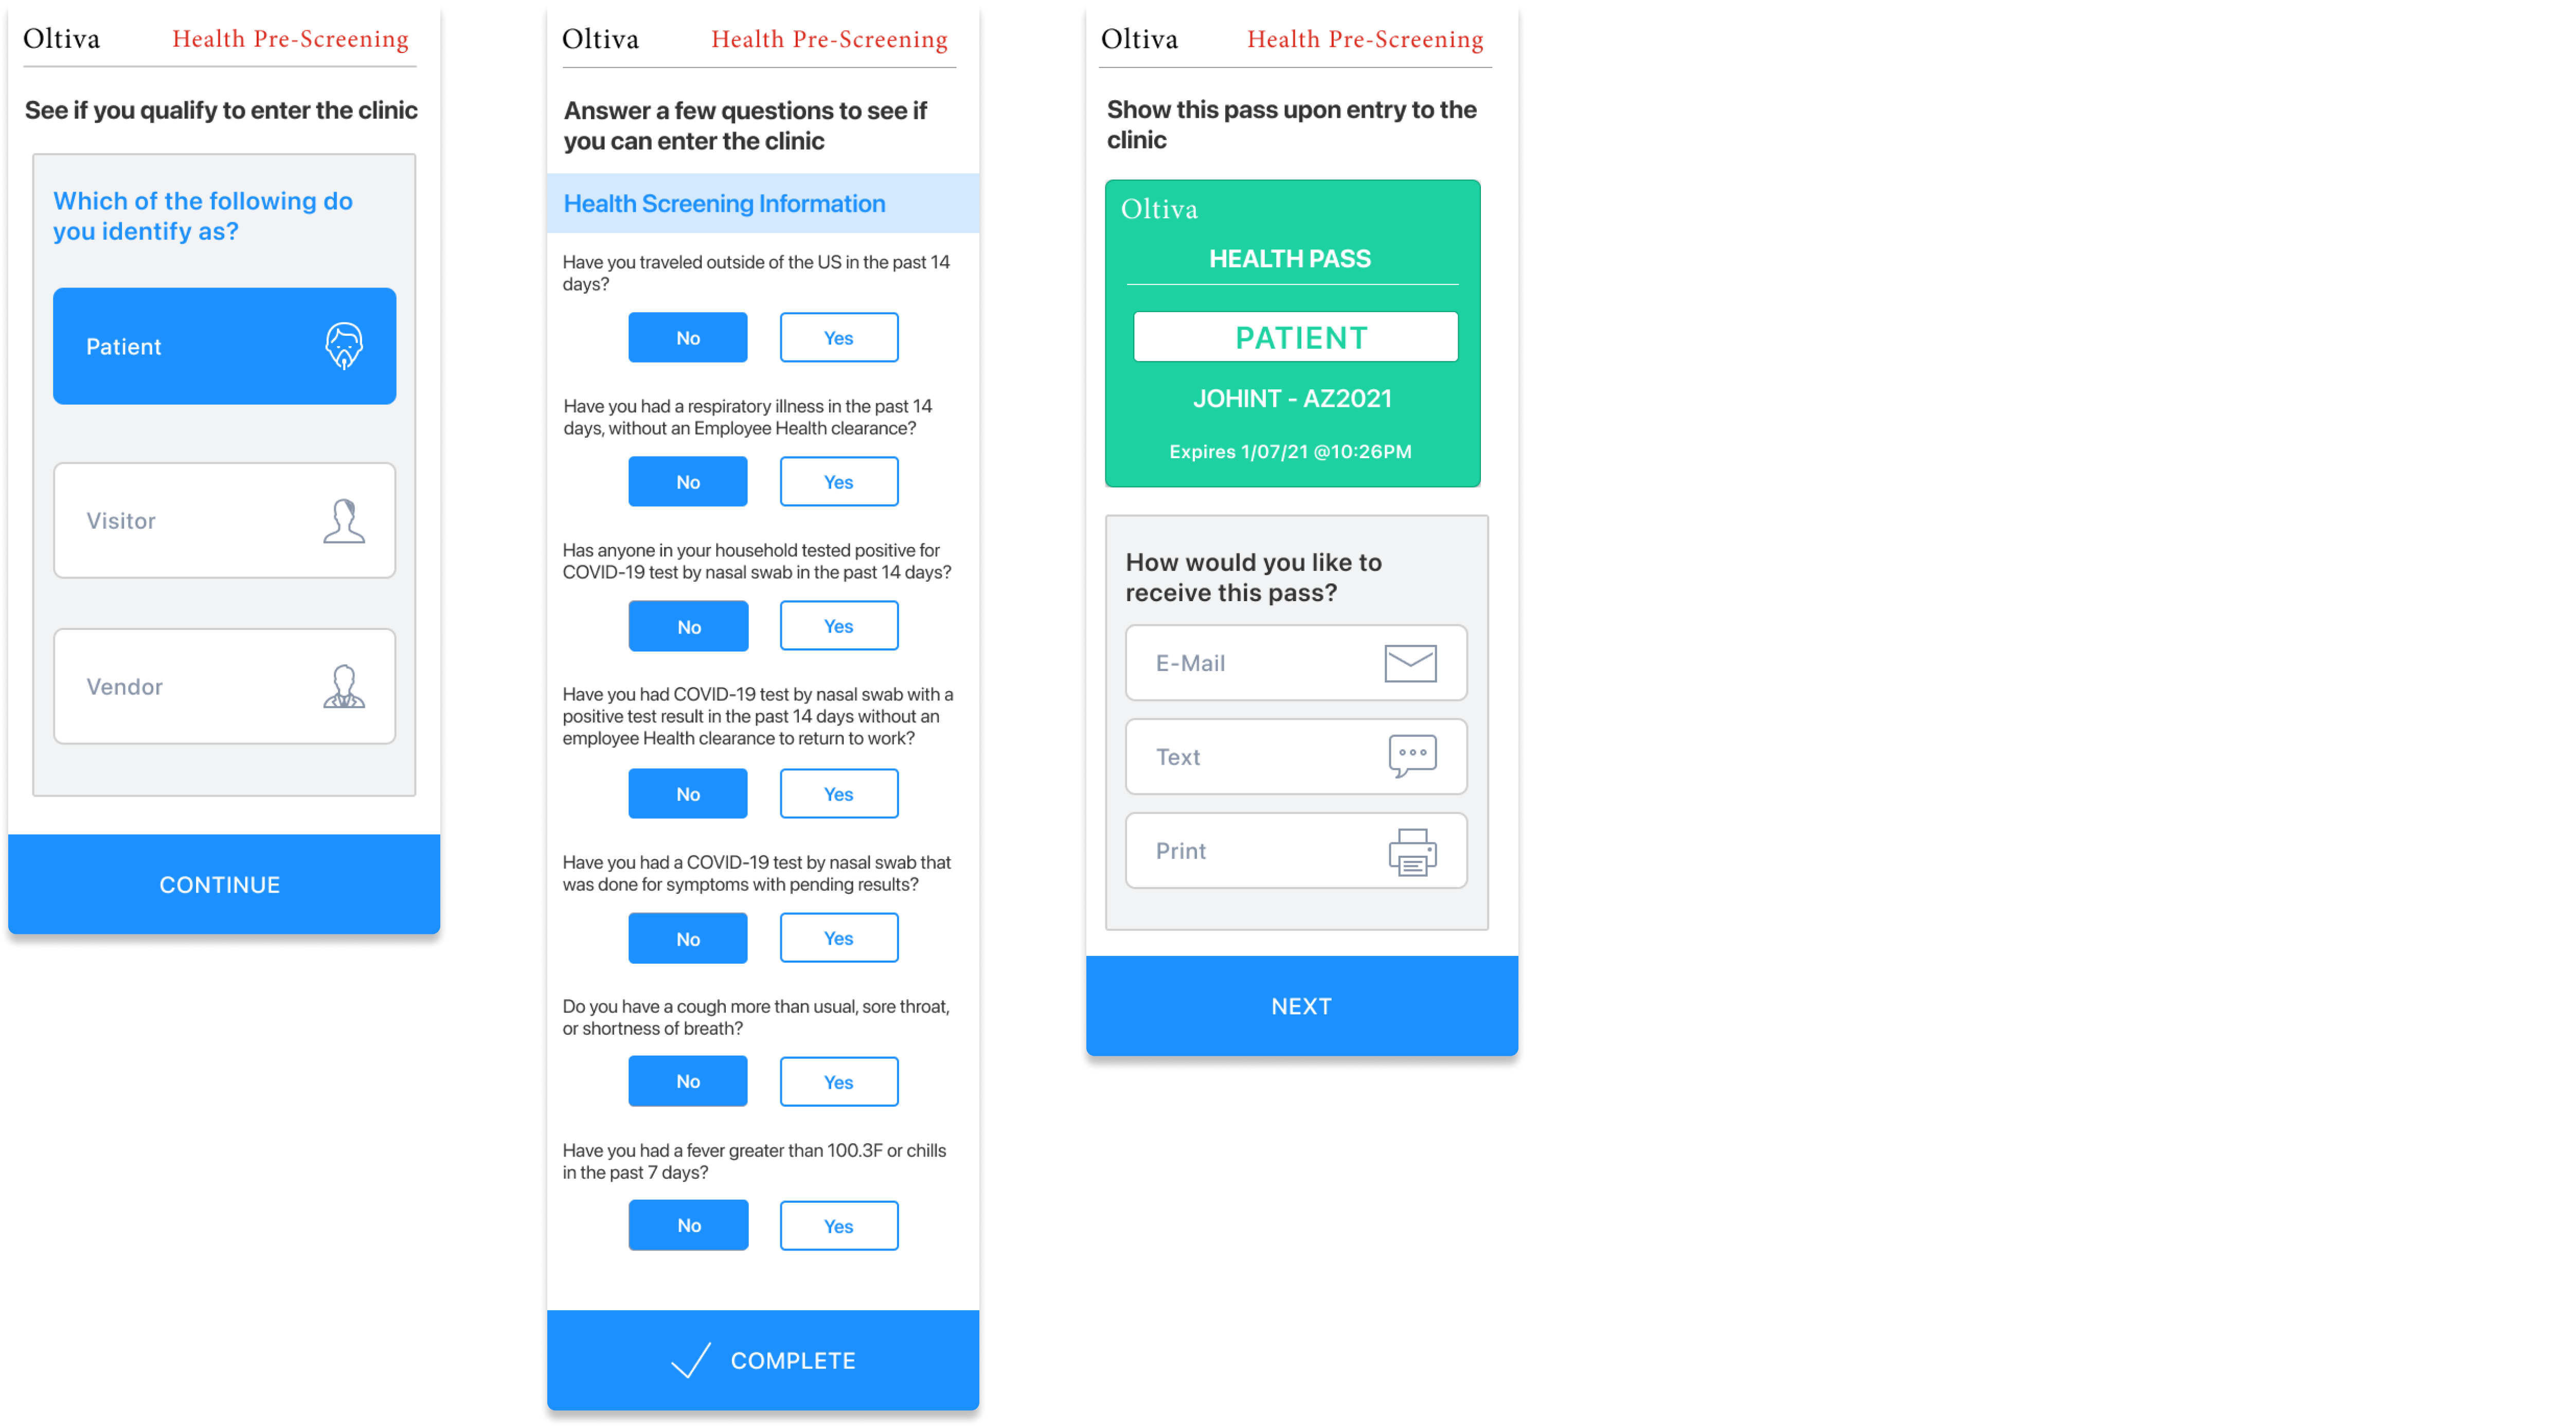 Oltiva
Health Pre-Screening
See if you qualify to enter the clinic
Which of the following do
you identify as?
Patient
Visitor
Vendor
CONTINUE
Oltiva
Health Pre-Screening
Answer a few questions to see if
you can enter the clinic
Health Screening Information
Have you traveled outside of the US in the past 14
days?
No
Yes
Have you had a respiratory illness in the past 14
days, without an Employee Health clearance?
No
Yes
Has anyone in your household tested positive for
COVID-19 test by nasal swab in the past 14 days?
No
Yes
Have you had COVID-19 test by nasal swab with a
positive test result in the past 14 days without an
employee Health clearance to return to work?
No
Yes
Have you had a COVID-19 test by nasal swab that
was done for symptoms with pending results?
No
Yes
Do you have a cough more than usual, sore throat,
or shortness of breath?
No
Yes
Have you had a fever greater than 100.3F or chills
in the past 7 days?
No
Yes
COMPLETE
Oltiva
Health Pre-Screening
Show this pass upon entry to the
clinic
Oltiva
HEALTH PASS
PATIENT
JOHINT - AZ2021
Expires 1/07/21 @10:26PM
How would you like to
receive this pass?
E-Mail
Text
Print
NEXT